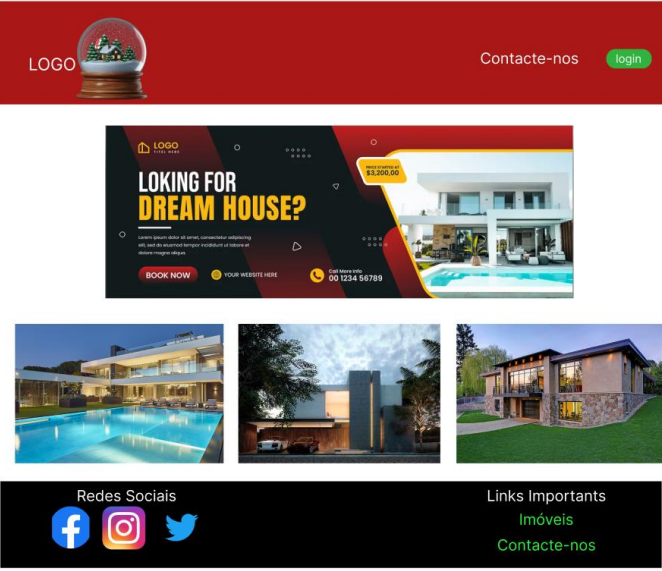 LOGO
Contacte-nos
login
LOGO
TITEL HERE
PRICE STARTED AT
$3,200,00
LOKING FOR
DREAM HOUSE?
Lorem ipsum dolor sit amet, consectetur adipiscing
elit, sed do eiusmod tempor incididunt ut labore et
dolore magna aliqua.
BOOK NOW
YOUR WEBSITE HERE
Call More Info
00 1234 56789
Redes Sociais
Links Importants
Imóveis
Contacte-nos